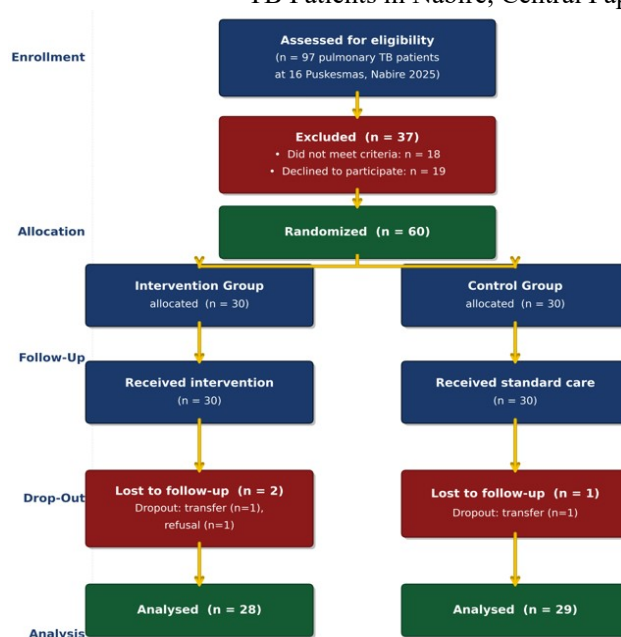 TB Patients in Nabire, Central
Enrollment
Assessed for eligibility
(n = 97 pulmonary TB patients
at 16 Puskesmas, Nabire 2025)
Excluded (n = 37)
• Did not meet criteria: n = 18
• Declined to participate: n = 19
Allocation
Randomized (n = 60)
Intervention Group
allocated (n = 30)
Control Group
allocated (n = 30)
Follow-Up
Received intervention
(n = 30)
Received standard care
(n = 30)
Drop-Out
Lost to follow-up (n = 2)
Dropout: transfer (n=1),
refusal (n=1)
Lost to follow-up (n = 1)
Dropout: transfer (n=1)
Analysed (n = 28)
Analysed (n = 29)
Analysis